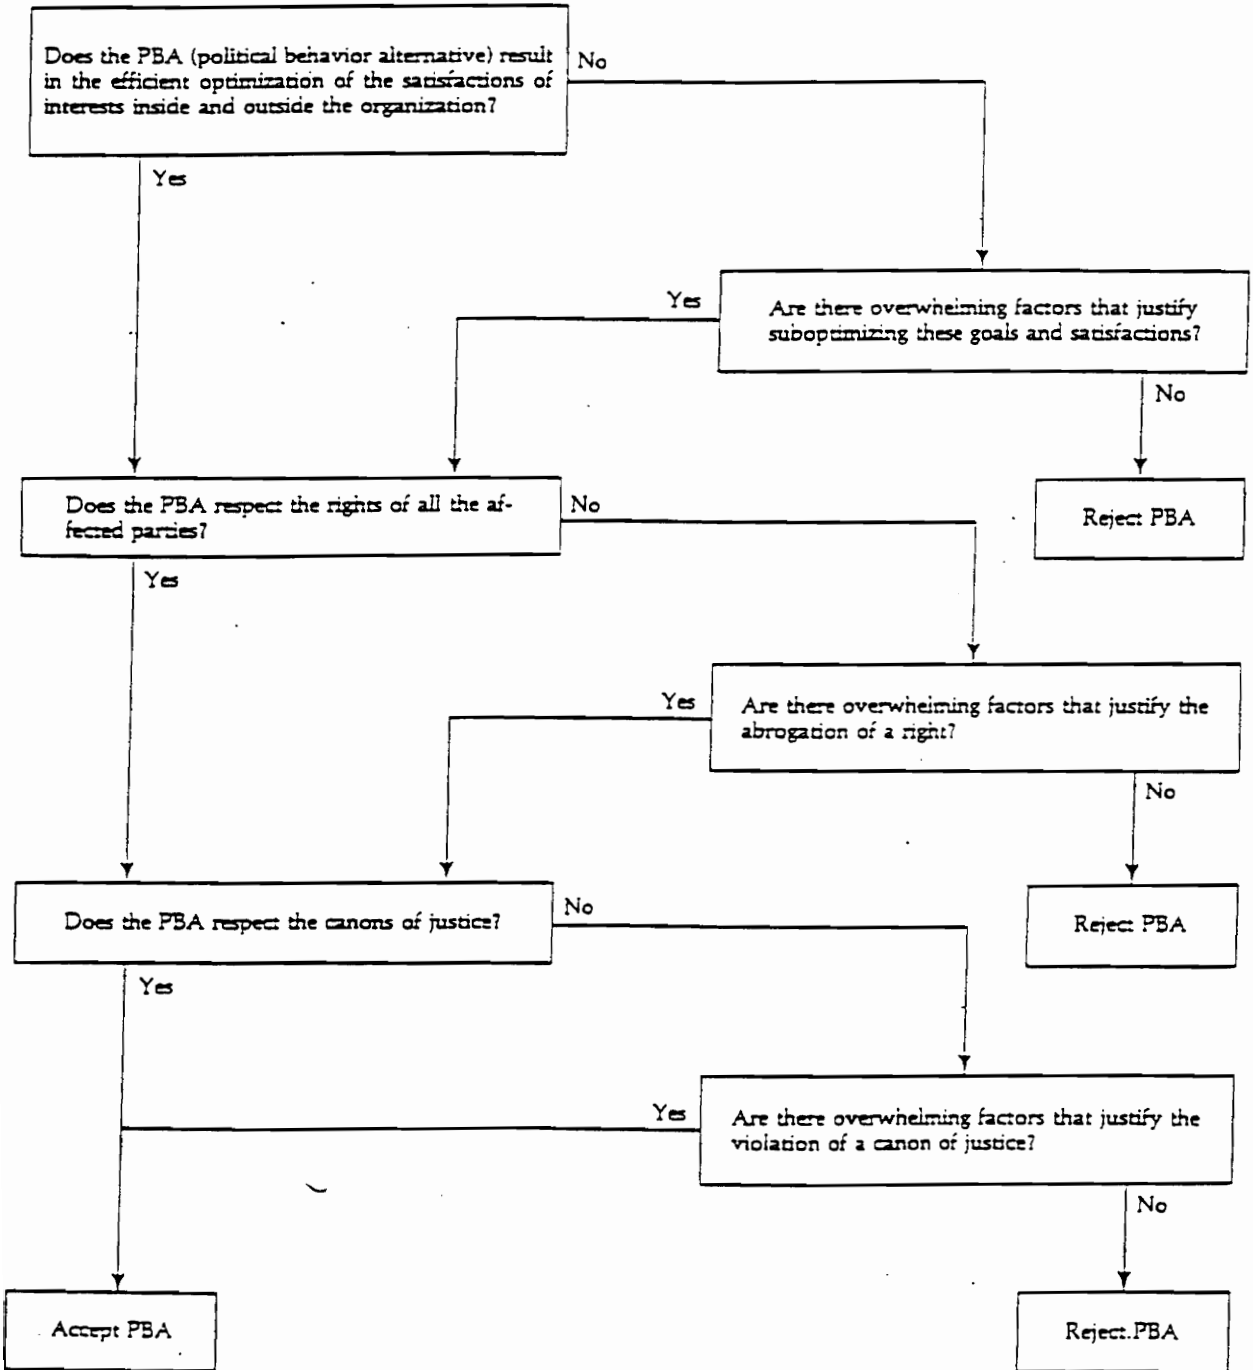 Does the PBA (political behavior alternative) result
in the efficient optimization of the satisfactions of
interests inside and outside the organization?
No
Yes
Are there overwhelming factors that justify
suboptimizing these goals and satisfactions?
Yes
No
Reject PBA
Does the PBA respect the rights of all the af-
fected parties?
No
Yes
Are there overwhelming factors that justify the
abrogation of a right?
Yes
No
Reject PBA
Does the PBA respect the canons of justice?
No
Yes
Are there overwhelming factors that justify the
violation of a canon of justice?
Yes
No
Accept PBA
Reject PBA